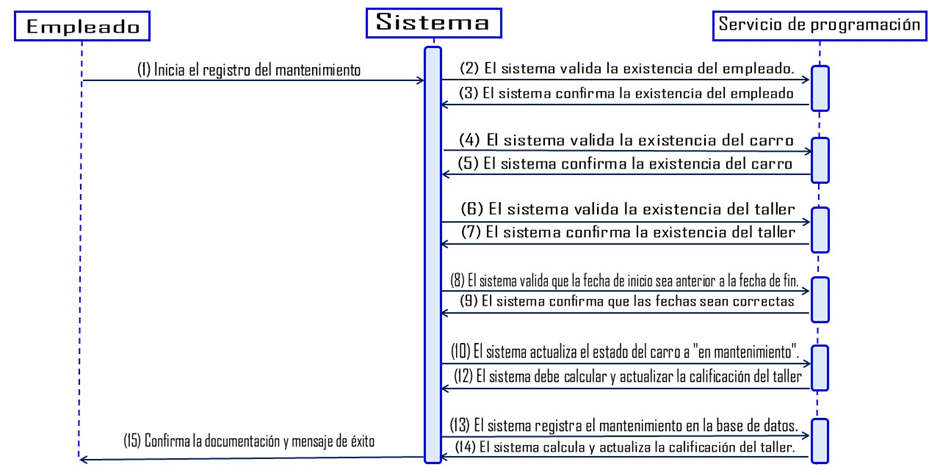 Empleado
Sistema
Servicio de programación
(1) Inicia el registro del mantenimiento
(2) El sistema valida la existencia del empleado.
(3) El sistema confirma la existencia del empleado
(4) El sistema valida la existencia del carro
(5) El sistema confirma la existencia del carro
(6) El sistema valida la existencia del taller
(7) El sistema confirma la existencia del taller
(8) El sistema valida que la fecha de inicio sea anterior a la fecha de fin.
(9) El sistema confirma que las fechas sean correctas
(10) El sistema actualiza el estado del carro a "en mantenimiento".
(12) El sistema debe calcular y actualizar la calificación del taller
(13) El sistema registra el mantenimiento en la base de datos.
(14) El sistema calcula y actualiza la calificación del taller.
(15) Confirma la documentación y mensaje de éxito